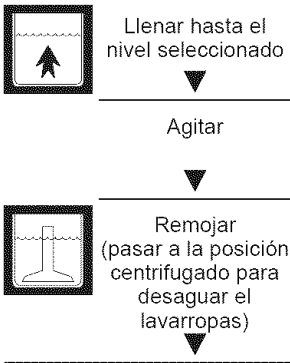 Llenar hasta el
nivel seleccionado
Agitar
Remojar
(pasar a la posición
centrifugado para
desaguar el
lavarropas)